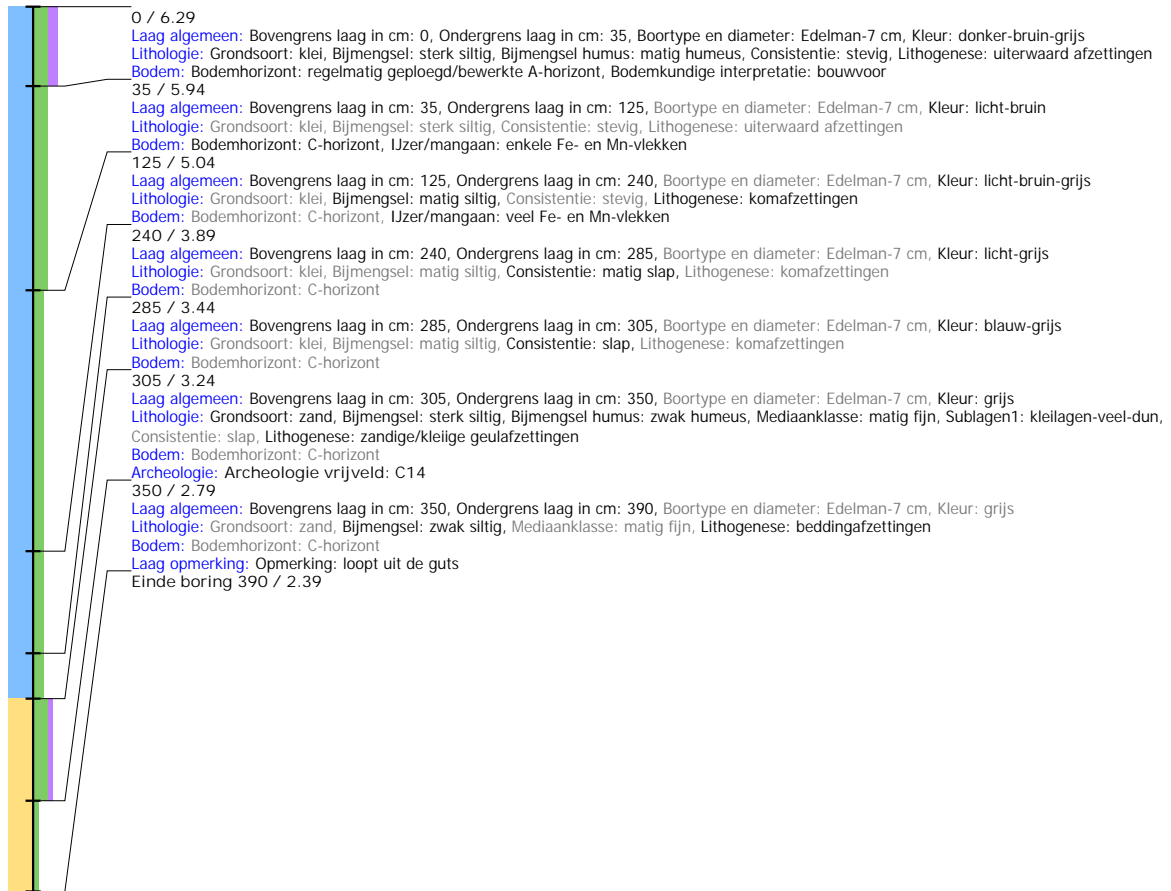 0 / 6.29
Laag algemeen: Bovengrens laag in cm: 0, Ondergrens laag in cm: 35, Boortype en diameter: Edelman-7 cm, Kleur: donker-bruin-grijs
Lithologie: Grondsoort: klei, Bijmengsel: sterk siltig, Bijmengsel humus: matig humeus, Consistentie: stevig, Lithogenese: uiterwaard afzettingen
Bodem: Bodemhorizont: regelmatig geploegd/bewerkte A-horizont, Bodemkundige interpretatie: bouwvoor
35 / 5.94
Laag algemeen: Bovengrens laag in cm: 35, Ondergrens laag in cm: 125, Boortype en diameter: Edelman-7 cm, Kleur: licht-bruin
Lithologie: Grondsoort: klei, Bijmengsel: sterk siltig, Consistentie: stevig, Lithogenese: uiterwaard afzettingen
Bodem: Bodemhorizont: C-horizont, IJzer/mangaan: enkele Fe- en Mn-vlekken
125 / 5.04
Laag algemeen: Bovengrens laag in cm: 125, Ondergrens laag in cm: 240, Boortype en diameter: Edelman-7 cm, Kleur: licht-bruin-grijs
Lithologie: Grondsoort: klei, Bijmengsel: matig siltig, Consistentie: stevig, Lithogenese: komafzettingen
Bodem: Bodemhorizont: C-horizont, IJzer/mangaan: veel Fe- en Mn-vlekken
240 / 3.89
Laag algemeen: Bovengrens laag in cm: 240, Ondergrens laag in cm: 285, Boortype en diameter: Edelman-7 cm, Kleur: licht-grijs
Lithologie: Grondsoort: klei, Bijmengsel: matig siltig, Consistentie: matig slap, Lithogenese: komafzettingen
Bodem: Bodemhorizont: C-horizont
285 / 3.44
Laag algemeen: Bovengrens laag in cm: 285, Ondergrens laag in cm: 305, Boortype en diameter: Edelman-7 cm, Kleur: blauw-grijs
Lithologie: Grondsoort: klei, Bijmengsel: matig siltig, Consistentie: slap, Lithogenese: komafzettingen
Bodem: Bodemhorizont: C-horizont
305 / 3.24
Laag algemeen: Bovengrens laag in cm: 305, Ondergrens laag in cm: 350, Boortype en diameter: Edelman-7 cm, Kleur: grijs
Lithologie: Grondsoort: zand, Bijmengsel: sterk siltig, Bijmengsel humus: zwak humeus, Mediaanklasse: matig fijn, Sublagen1: kleilagen-veel-dun,
Consistentie: slap, Lithogenese: zandige/kleiige geulafzettingen
Bodem: Bodemhorizont: C-horizont
Archeologie: Archeologie vrijveld: C14
350 / 2.79
Laag algemeen: Bovengrens laag in cm: 350, Ondergrens laag in cm: 390, Boortype en diameter: Edelman-7 cm, Kleur: grijs
Lithologie: Grondsoort: zand, Bijmengsel: zwak siltig, Mediaanklasse: matig fijn, Lithogenese: beddingafzettingen
Bodem: Bodemhorizont: C-horizont
Laag opmerking: Opmerking: loopt uit de guts
Einde boring 390 / 2.39